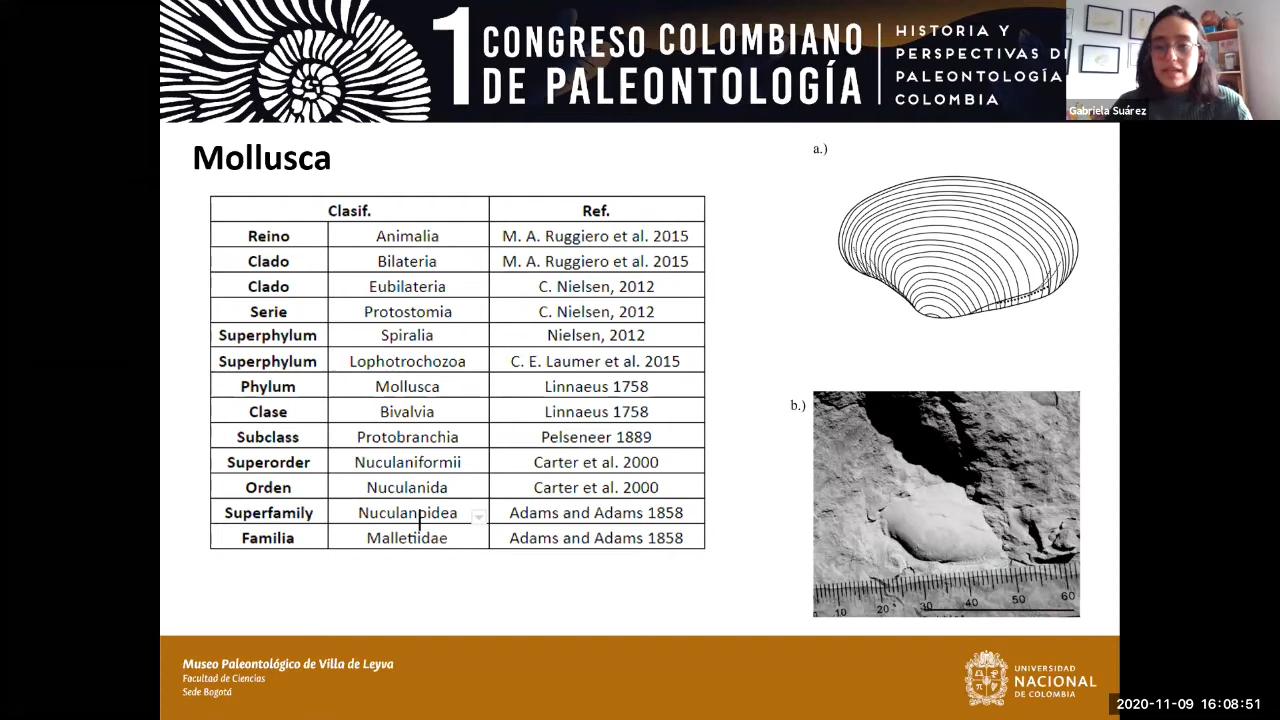 1 CONGRESO COLOMBIANO
DE PALEONTOLOGÍA
HISTORIA Y
PERSPECTIVAS DE
PALEONTOLOGÍA
COLOMBIA
Gabriela Suárez
Mollusca
Clasif. Ref.
Reino Animalia M. A. Ruggiero et al. 2015
Clado Bilateria M. A. Ruggiero et al. 2015
Clado Eubilateria C. Nielsen, 2012
Serie Protostomia C. Nielsen, 2012
Superphylum Spiralia Nielsen, 2012
Superphylum Lophotrochozoa C. E. Laumer et al. 2015
Phylum Mollusca Linnaeus 1758
Clase Bivalvia Linnaeus 1758
Subclass Protobranchia Pelseneer 1889
Superorder Nuculaniformii Carter et al. 2000
Orden Nuculanida Carter et al. 2000
Superfamily Nuculanoidea Adams and Adams 1858
Familia Malletiidae Adams and Adams 1858
a.)
b.)
10 20 30 40 50 60
Museo Paleontológico de Villa de Leyva
Facultad de Ciencias
Sede Bogotá
UNIVERSIDAD
NACIONAL
DE COLOMBIA
2020-11-09 16:08:51